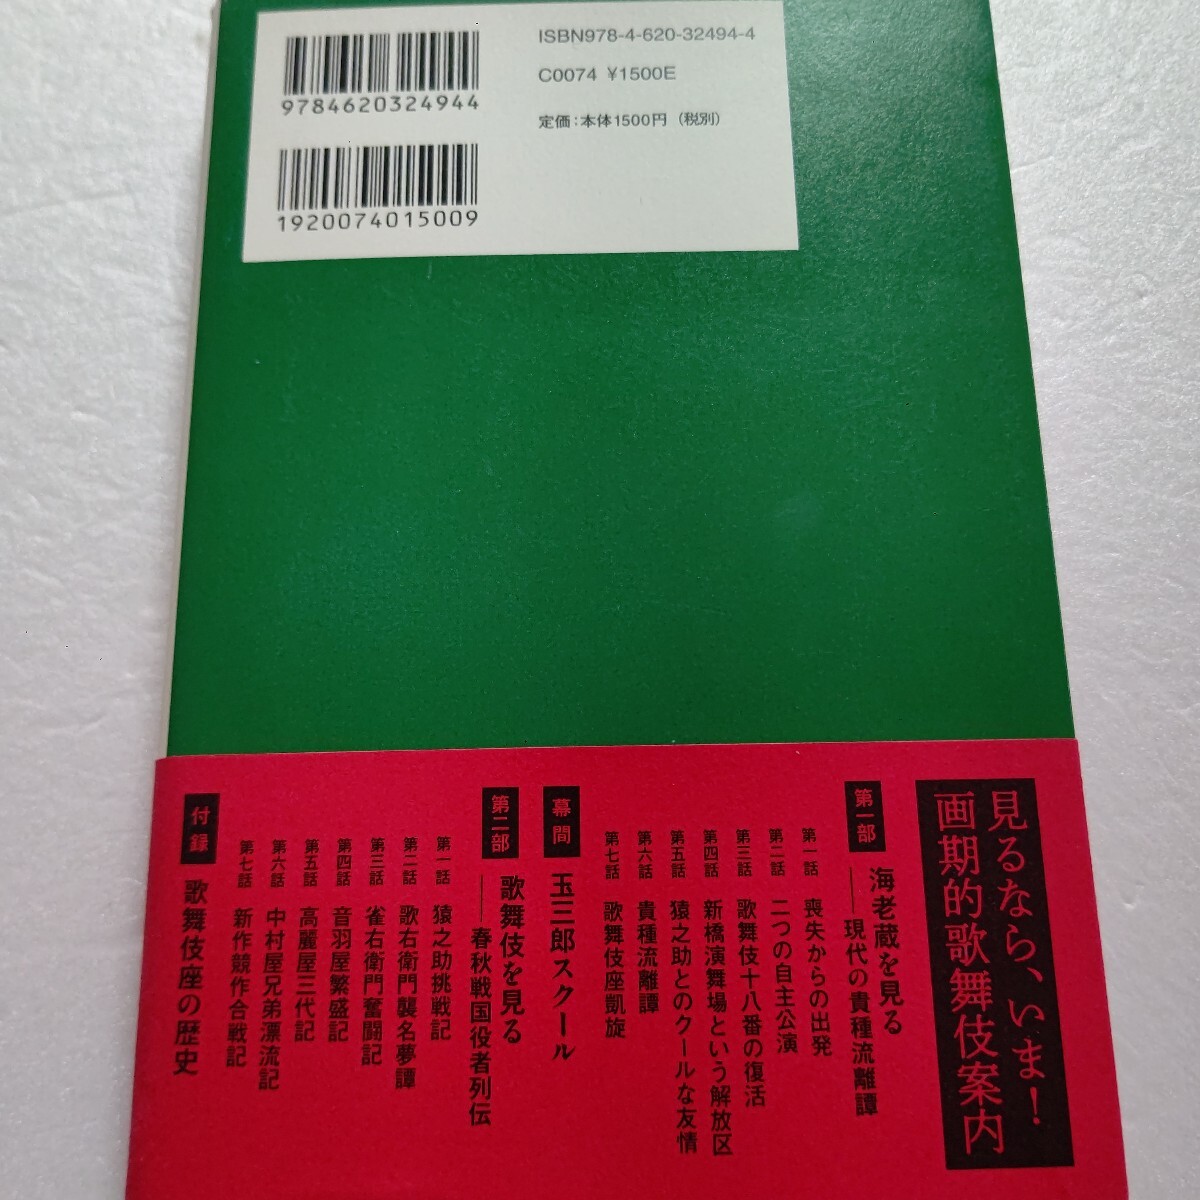 ISBN978-4-620-32494-4
C0074 ¥1500E
定価：本体1500円（税別）
9784620324944
1920074015009
見るなら、いま！
画期的歌舞伎案内
第一部 海老蔵を見る
――現代の貴種流離譚
第一話 喪失からの出発
第二話 二つの自主公演
第三話 歌舞伎十八番の復活
第四話 新橋演舞場という解放区
第五話 猿之助とのクールな友情
第六話 貴種流離譚
第七話 歌舞伎座凱旋
幕間 玉三郎スクール
第二部 歌舞伎を見る
――春秋戦国役者列伝
第一話 猿之助挑戦記
第二話 歌右衛門襲名夢譚
第三話 雀右衛門奮闘記
第四話 音羽屋繁盛記
第五話 高麗屋三代記
第六話 中村屋兄弟漂流記
第七話 新作競作合戦記
付録 歌舞伎座の歴史